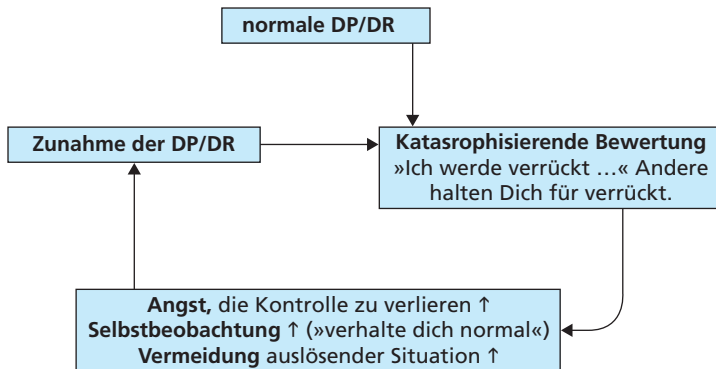 normale DP/DR
Zunahme der DP/DR
Katasrophisierende Bewertung
»Ich werde verrückt ...« Andere
halten Dich für verrückt.
Angst, die Kontrolle zu verlieren ↑
Selbstbeobachtung ↑ (»verhalte dich normal«)
Vermeidung auslösender Situation ↑